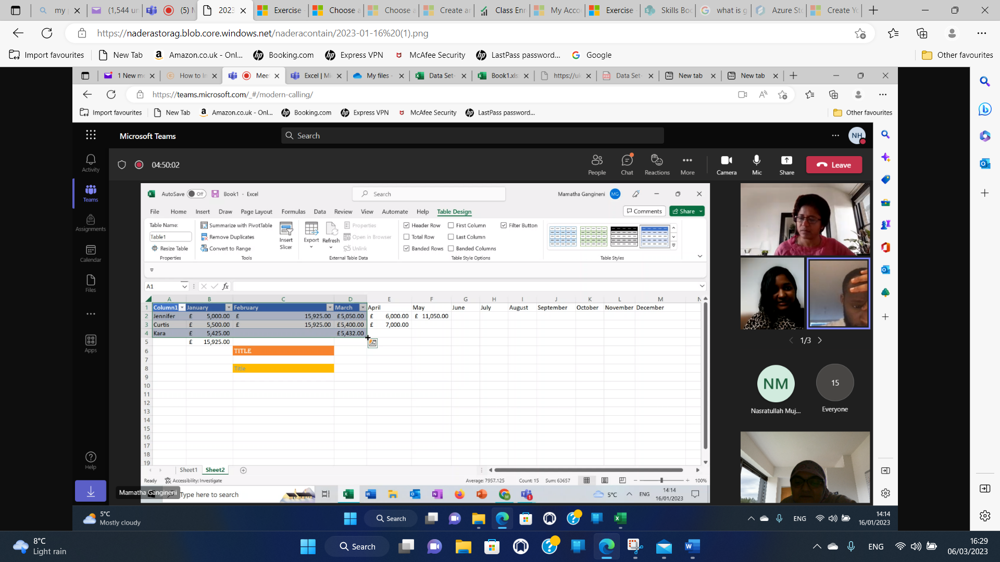 my p
(1,544 un
(5) M
2023
Exercise -
Choose a
Choose a
Create an
Class Enr
My Acco
Exercise -
Skills Boo
what is g
Azure Sto
Create Yo
https://naderastorag.blob.core.windows.net/naderacontain/2023-01-16%20(1).png
Import favourites
New Tab
Amazon.co.uk - Onl...
Booking.com
Express VPN
McAfee Security
LastPass password...
Google
Other favourites
1 New me
How to In
Meet
Excel | Mi
My files -
Data Set-
Book1.xls
https://uk
Data Set-
New tab
New tab
https://teams.microsoft.com/_#/modern-calling/
Import favourites
New Tab
Amazon.co.uk - Onl...
Booking.com
Express VPN
McAfee Security
LastPass password...
Other favourites
Microsoft Teams
Search
NH
04:50:02
People
Chat
Reactions
More
Camera
Mic
Share
Leave
Activity
Teams
Assignments
Calendar
Files
Apps
Help
AutoSave Off Book1 - Excel
Search
Mamatha Gangineni MG
File Home Insert Draw Page Layout Formulas Data Review View Automate Help Table Design
Comments Share
Table Name:
Table1
Resize Table
Properties
Summarize with PivotTable
Remove Duplicates
Convert to Range
Tools
Insert Slicer
Export Refresh
Properties
Open in Browser
Unlink
External Table Data
Header Row First Column Filter Button
Total Row Last Column
Banded Rows Banded Columns
Table Style Options
Table Styles
A1 fx
A B C D E F G H I J K L M N
1 Column1 January February March April May June July August September October November December
2 Jennifer £ 5,000.00 £ 15,925.00 £5,050.00 £ 6,000.00 £ 11,050.00
3 Curtis £ 5,500.00 £ 15,925.00 £5,400.00 £ 7,000.00
4 Kara £ 5,425.00 £5,432.00
5 £ 15,925.00
6 TITLE
7
8 Title
9
10
11
12
13
14
15
16
17
18
19
Sheet1 Sheet2
Ready Accessibility: Investigate Average: 7957.125 Count: 15 Sum: 63657 100%
Mamatha Gangineni
Type here to search
5°C ENG 14:14
16/01/2023
1/3
NM
Nasratullah Muj...
15
Everyone
5°C
Mostly cloudy
Search
ENG
14:14
16/01/2023
8°C
Light rain
Search
ENG
16:29
06/03/2023